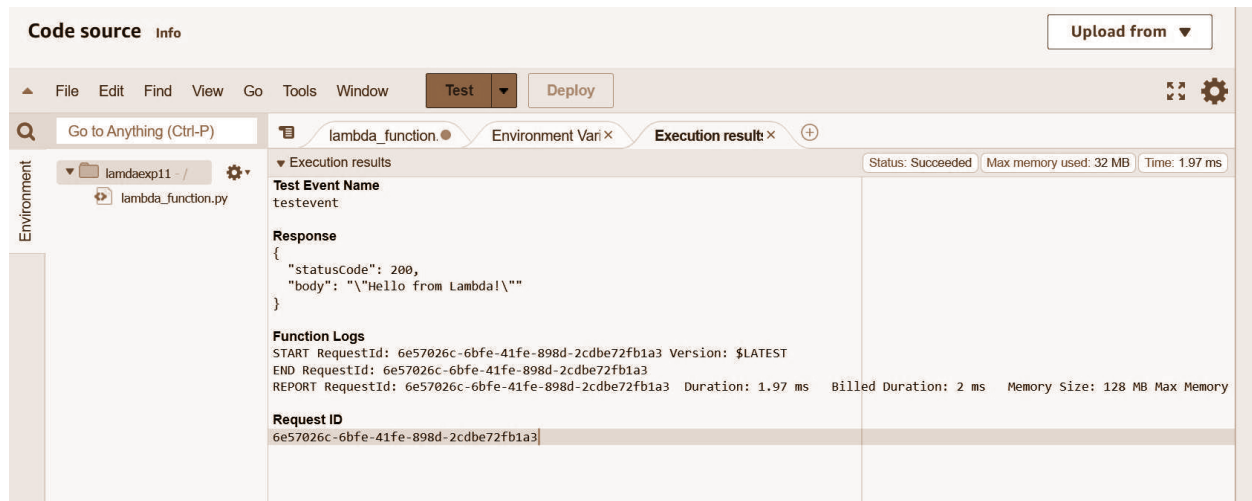 Code source Info
Upload from
File Edit Find View Go Tools Window Test Deploy
Go to Anything (Ctrl-P)
lambda_function. Environment Vari Execution results
Environment
lamdaexp11 - /
lambda_function.py
Execution results
Status: Succeeded Max memory used: 32 MB Time: 1.97 ms
Test Event Name
testevent
Response
{
"statusCode": 200,
"body": "\"Hello from Lambda!\""
}
Function Logs
START RequestId: 6e57026c-6bfe-41fe-898d-2cdbe72fb1a3 Version: $LATEST
END RequestId: 6e57026c-6bfe-41fe-898d-2cdbe72fb1a3
REPORT RequestId: 6e57026c-6bfe-41fe-898d-2cdbe72fb1a3 Duration: 1.97 ms Billed Duration: 2 ms Memory Size: 128 MB Max Memory
Request ID
6e57026c-6bfe-41fe-898d-2cdbe72fb1a3